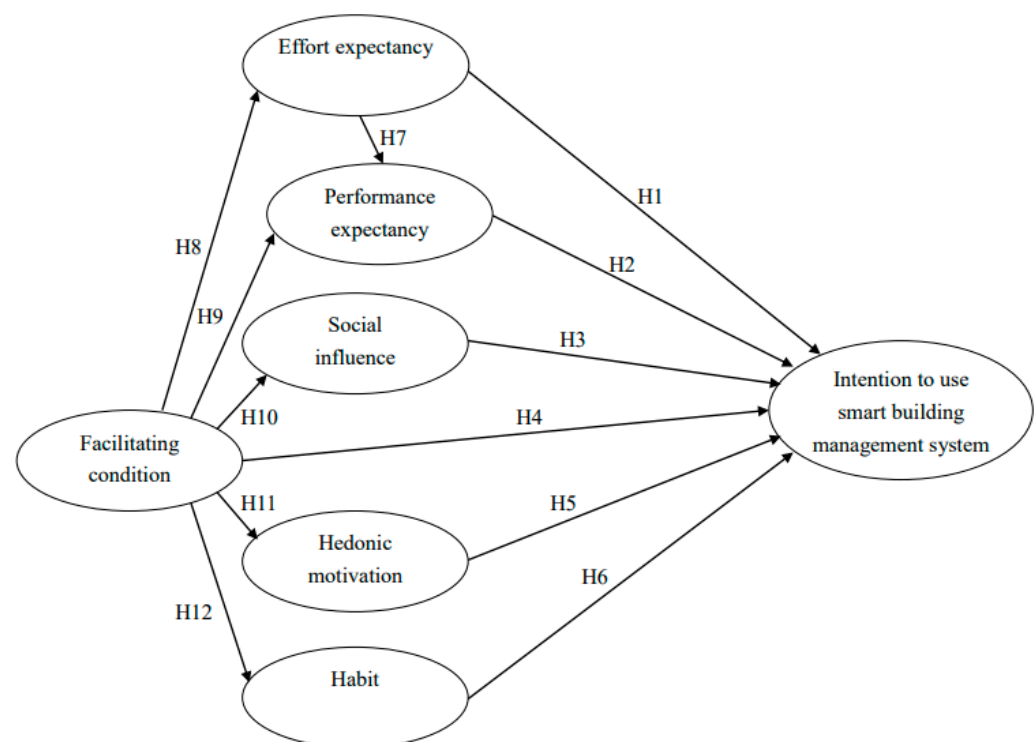 Effort expectancy
H7
H1
Performance
expectancy
H8
H2
H9
Social
influence
H3
H10
Intention to use
smart building
management system
H4
Facilitating
condition
H11
H5
Hedonic
motivation
H6
H12
Habit